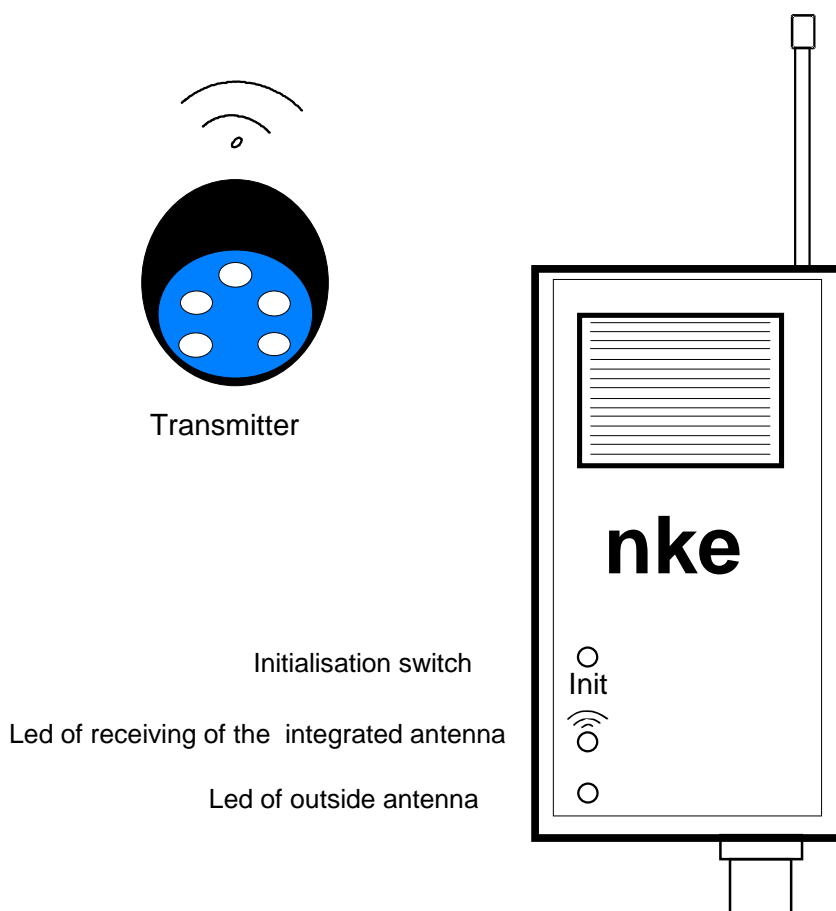 Transmitter
nke
Initialisation switch
Init
Led of receiving of the integrated antenna
Led of outside antenna